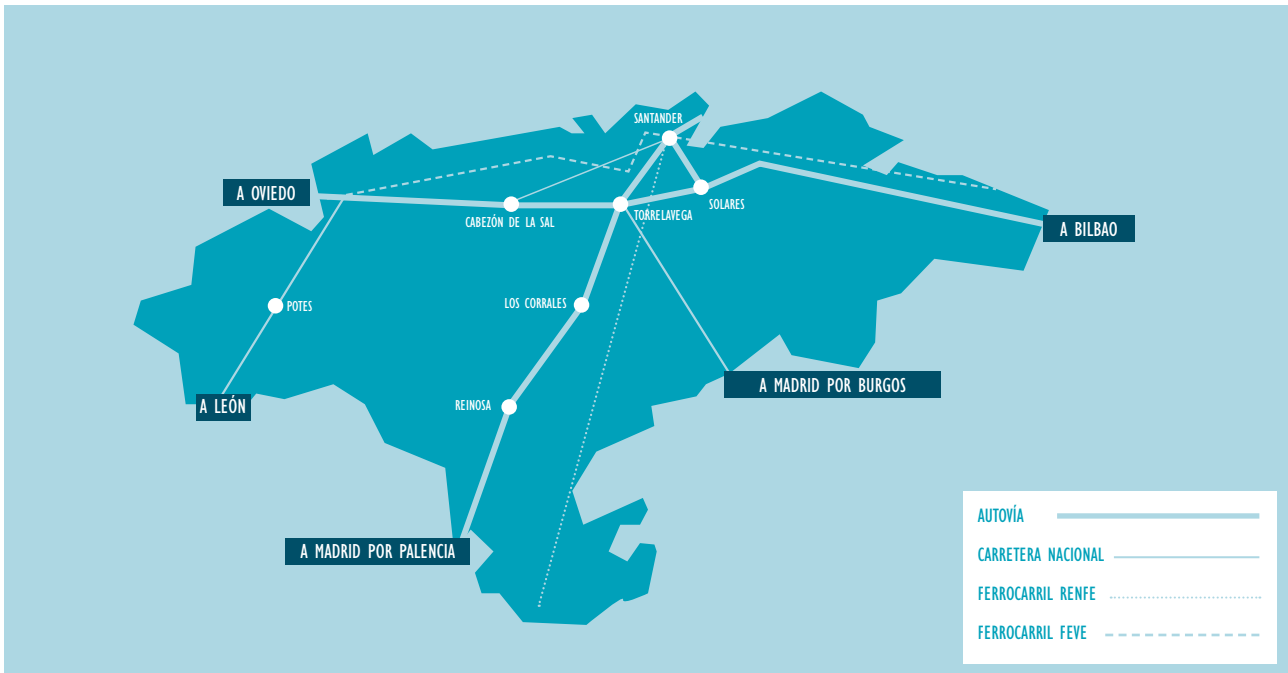 SANTANDER
A OVIEDO
CABEZÓN DE LA SAL
TORRELAVEGA
SOLARES
A BILBAO
POTES
LOS CORRALES
A MADRID POR BURGOS
A LEÓN
REINOSA
A MADRID POR PALENCIA
AUTOVÍA
CARRETERA NACIONAL
FERROCARRIL RENFE
FERROCARRIL FEVE